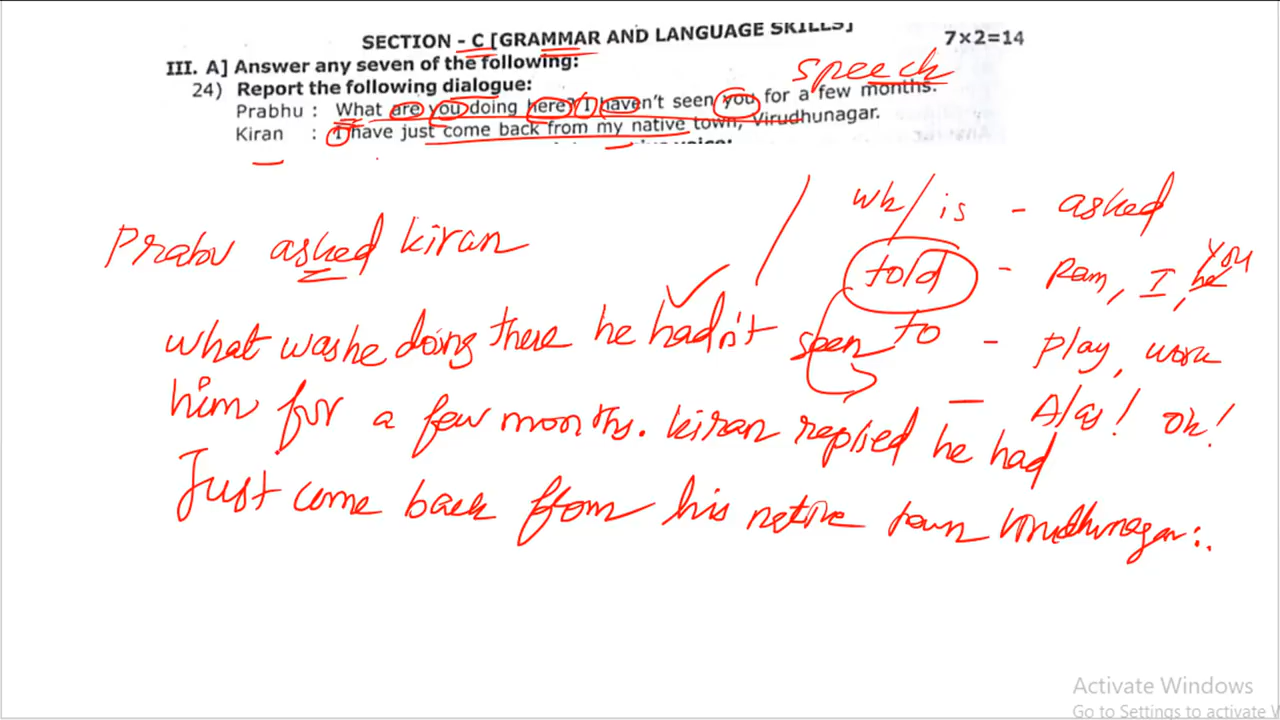 SECTION - C [GRAMMAR AND LANGUAGE SKILLS]
7×2=14
III. A] Answer any seven of the following:
speech
24) Report the following dialogue:
Prabhu : What are you doing here? I haven't seen you for a few months.
Kiran : I have just come back from my native town, Virudhunagar.
wh/ is - asked
Prabu asked kiran
told - Ram, I, he you
what was he doing there he hadn't seen
to - play, work
him for a few months. kiran replied he had
- Alas! oh!
Just come back from his native town Virudhunagar.
Activate Windows
Go to Settings to activate